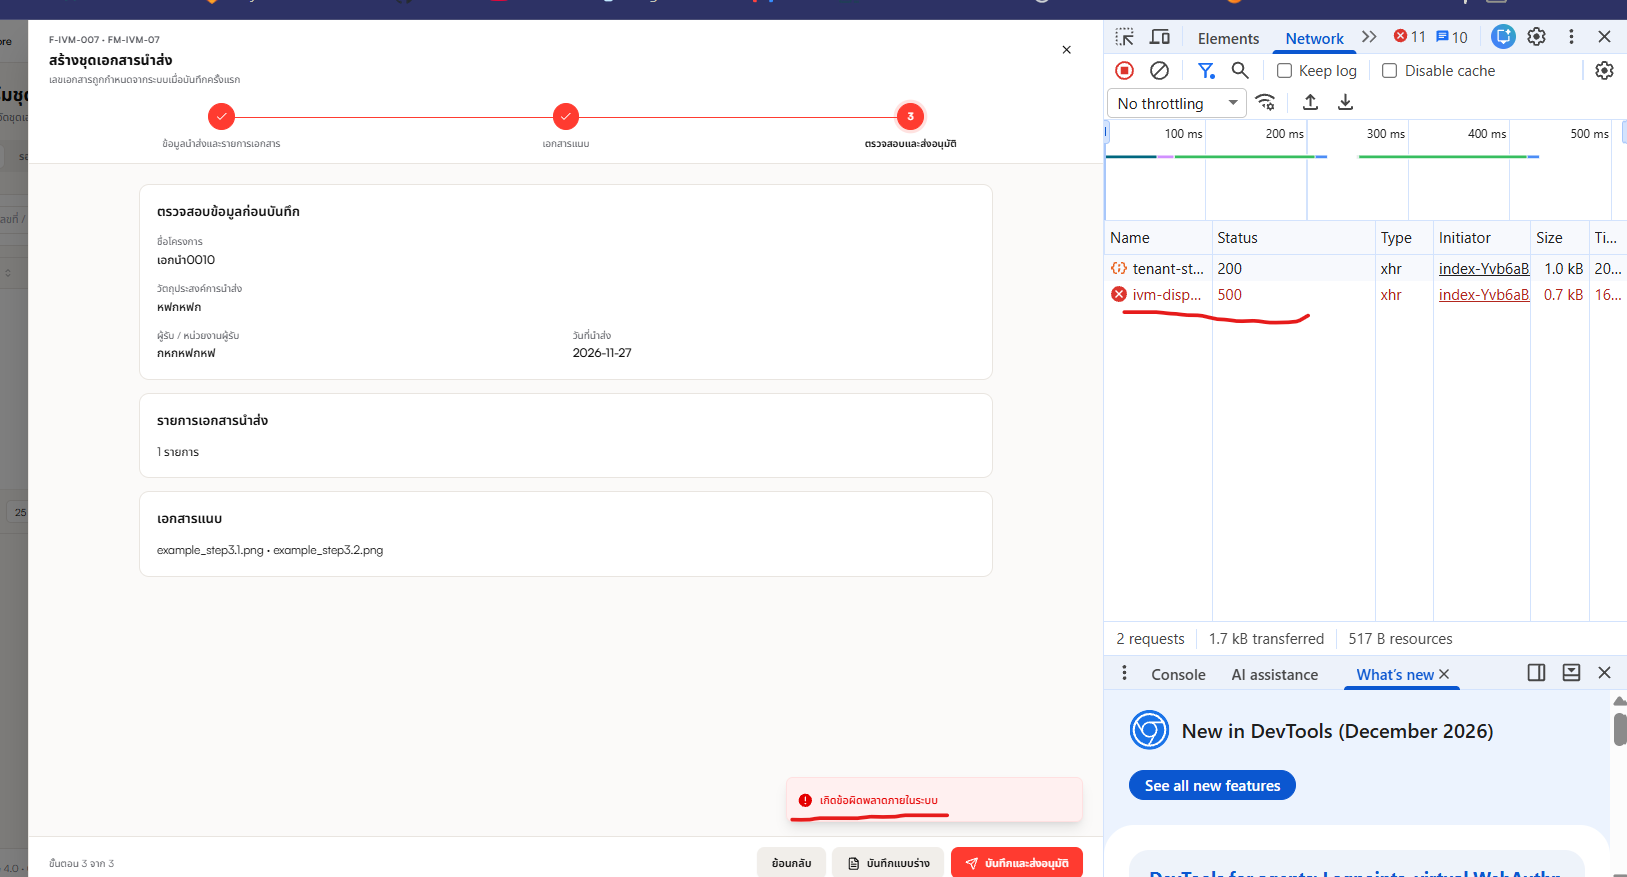 F-IVM-007 • FM-IVM-07
สร้างชุดเอกสารนำส่ง
เลขเอกสารถูกกำหนดจากระบบเมื่อบันทึกครั้งแรก
ข้อมูลนำส่งและรายการเอกสาร
เอกสารแนบ
3
ตรวจสอบและส่งอนุมัติ
ตรวจสอบข้อมูลก่อนบันทึก
ชื่อโครงการ
เอกนำ0010
วัตถุประสงค์การนำส่ง
หฟกหฟก
ผู้รับ / หน่วยงานผู้รับ
วันที่นำส่ง
กหกหฟกหฟ
2026-11-27
รายการเอกสารนำส่ง
1 รายการ
เอกสารแนบ
example_step3.1.png • example_step3.2.png
เกิดข้อผิดพลาดภายในระบบ
ขั้นตอน 3 จาก 3
ย้อนกลับ
บันทึกแบบร่าง
บันทึกและส่งอนุมัติ
25
4.0
Elements
Network
11
10
Keep log
Disable cache
No throttling
100 ms
200 ms
300 ms
400 ms
500 ms
Name
Status
Type
Initiator
Size
Ti...
tenant-st...
200
xhr
index-Yvb6aB
1.0 kB
20...
ivm-disp...
500
xhr
index-Yvb6aB
0.7 kB
16...
2 requests
1.7 kB transferred
517 B resources
Console
AI assistance
What's new
New in DevTools (December 2026)
See all new features